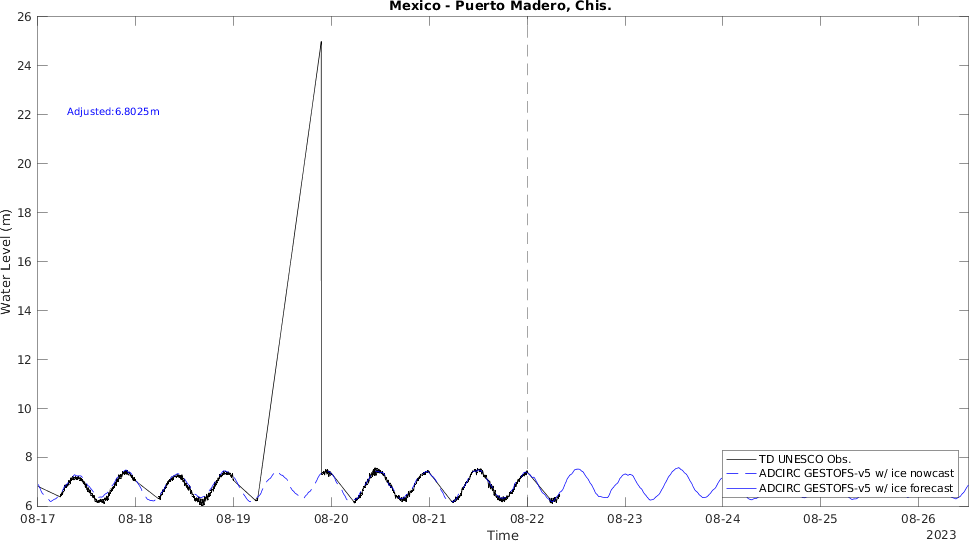 Mexico - Puerto Madero, Chis.
26
24
22
20
18
16
14
12
10
8
6
Water Level (m)
Adjusted:6.8025m
TD UNESCO Obs.
ADCIRC GESTOFS-v5 w/ ice nowcast
ADCIRC GESTOFS-v5 w/ ice forecast
08-17 08-18 08-19 08-20 08-21 08-22 08-23 08-24 08-25 08-26
Time
2023